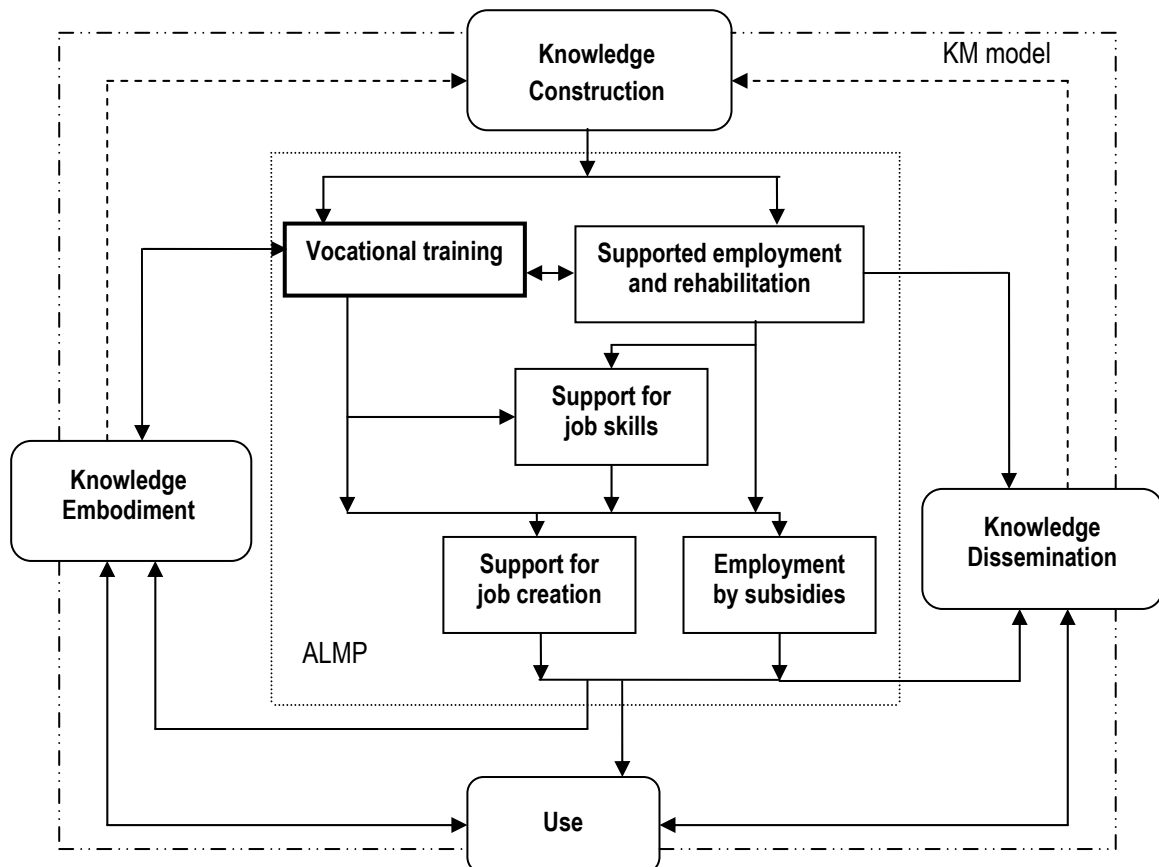 Knowledge
Construction
KM model
Vocational training
Supported employment
and rehabilitation
Support for
job skills
Knowledge
Embodiment
Knowledge
Dissemination
Support for
job creation
Employment
by subsidies
ALMP
Use